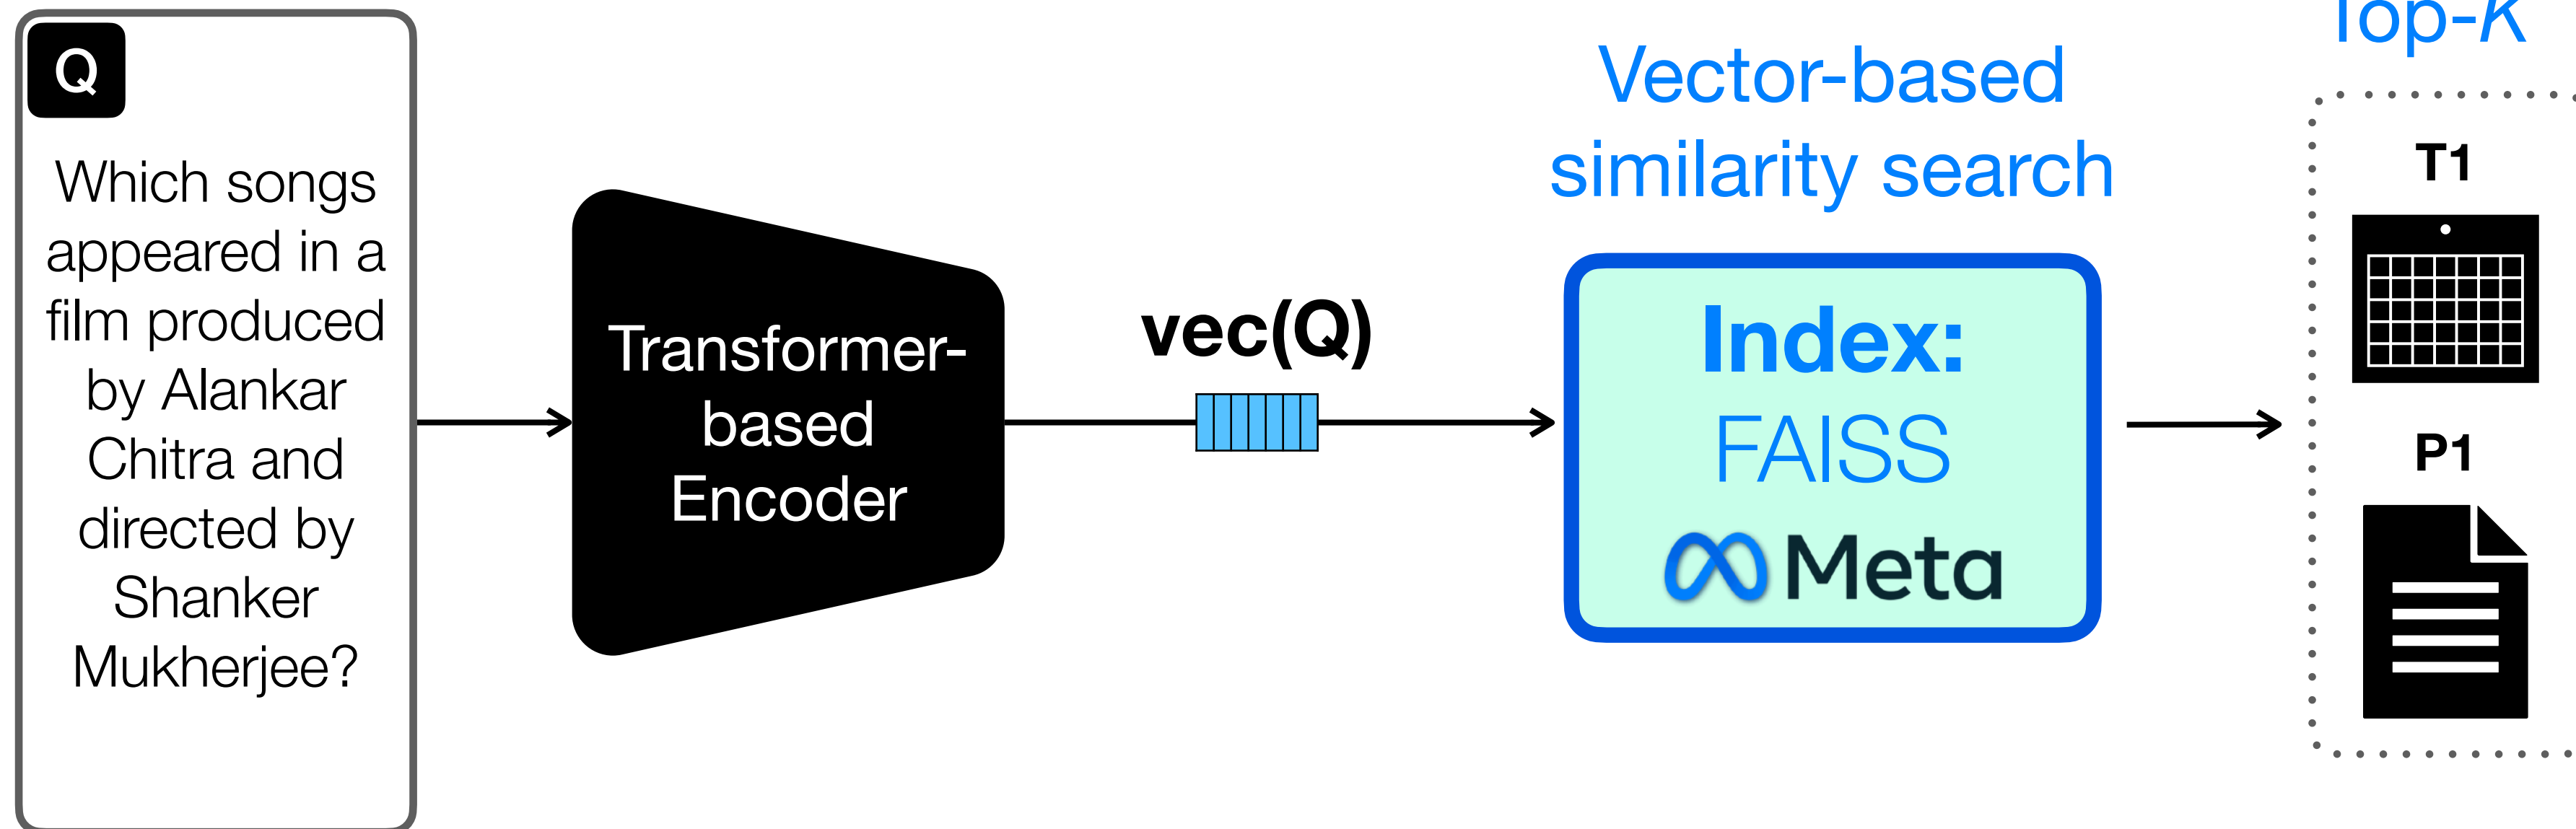 Q
Which songs
appeared in a
film produced
by Alankar
Chitra and
directed by
Shanker
Mukherjee?
Transformer-
based
Encoder
vec(Q)
Vector-based
similarity search
Index:
FAISS
Meta
Top-K
T1
P1